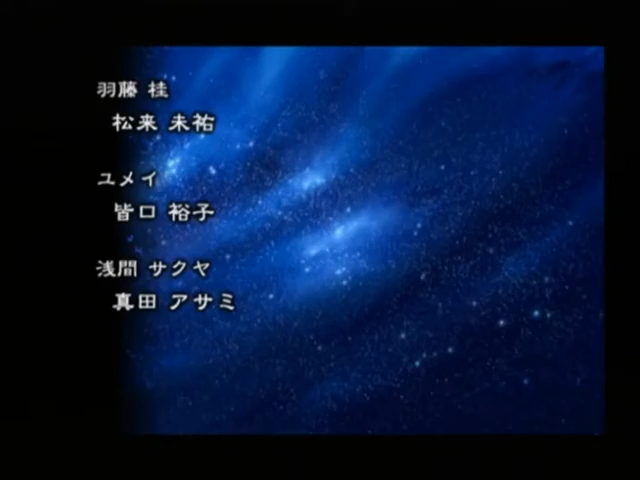 羽藤 桂
松来 未祐
ユメイ
皆口 裕子
浅間 サクヤ
真田 アサミ